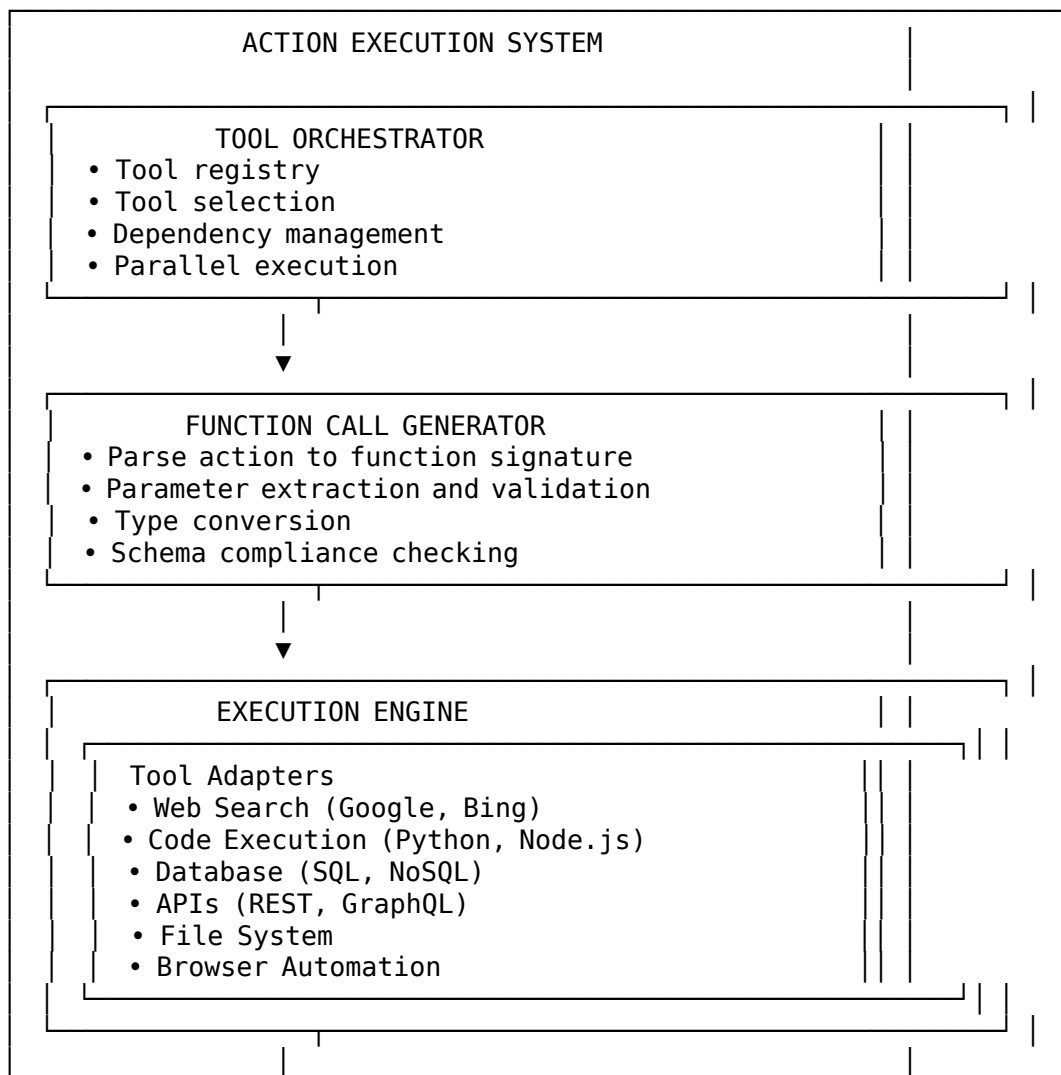 ACTION EXECUTION SYSTEM
TOOL ORCHESTRATOR
• Tool registry
• Tool selection
• Dependency management
• Parallel execution
FUNCTION CALL GENERATOR
• Parse action to function signature
• Parameter extraction and validation
• Type conversion
• Schema compliance checking
EXECUTION ENGINE
Tool Adapters
• Web Search (Google, Bing)
• Code Execution (Python, Node.js)
• Database (SQL, NoSQL)
• APIs (REST, GraphQL)
• File System
• Browser Automation